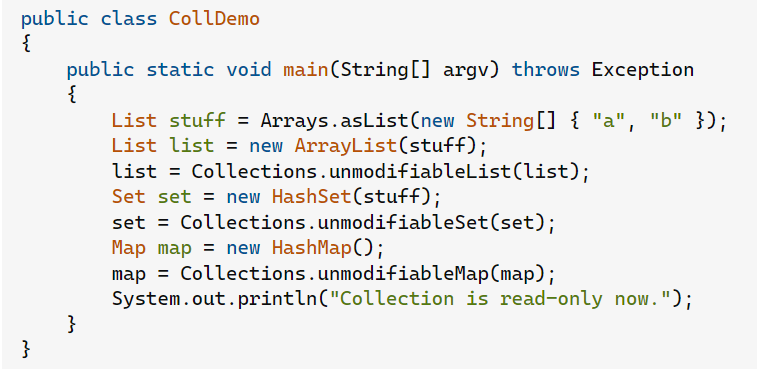 public class CollDemo
{
    public static void main(String[] argv) throws Exception
    {
        List stuff = Arrays.asList(new String[] { "a", "b" });
        List list = new ArrayList(stuff);
        list = Collections.unmodifiableList(list);
        Set set = new HashSet(stuff);
        set = Collections.unmodifiableSet(set);
        Map map = new HashMap();
        map = Collections.unmodifiableMap(map);
        System.out.println("Collection is read-only now.");
    }
}